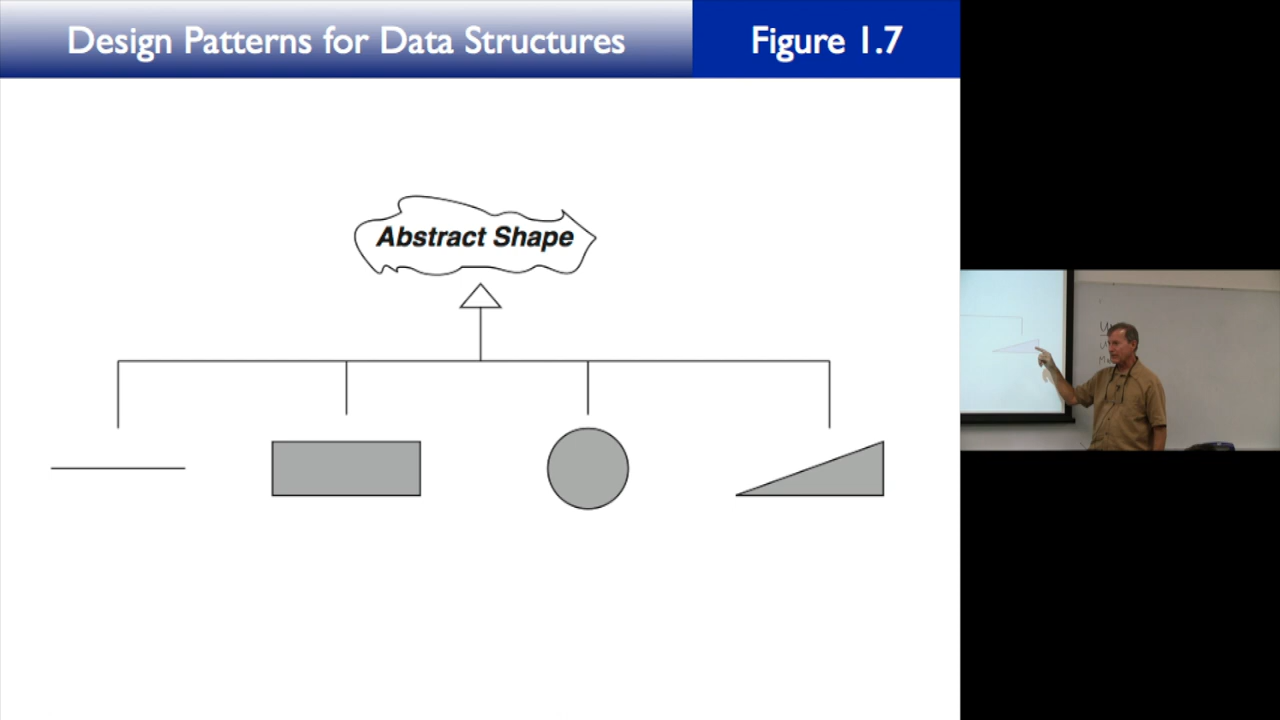 Design Patterns for Data Structures
Figure 1.7
Abstract Shape